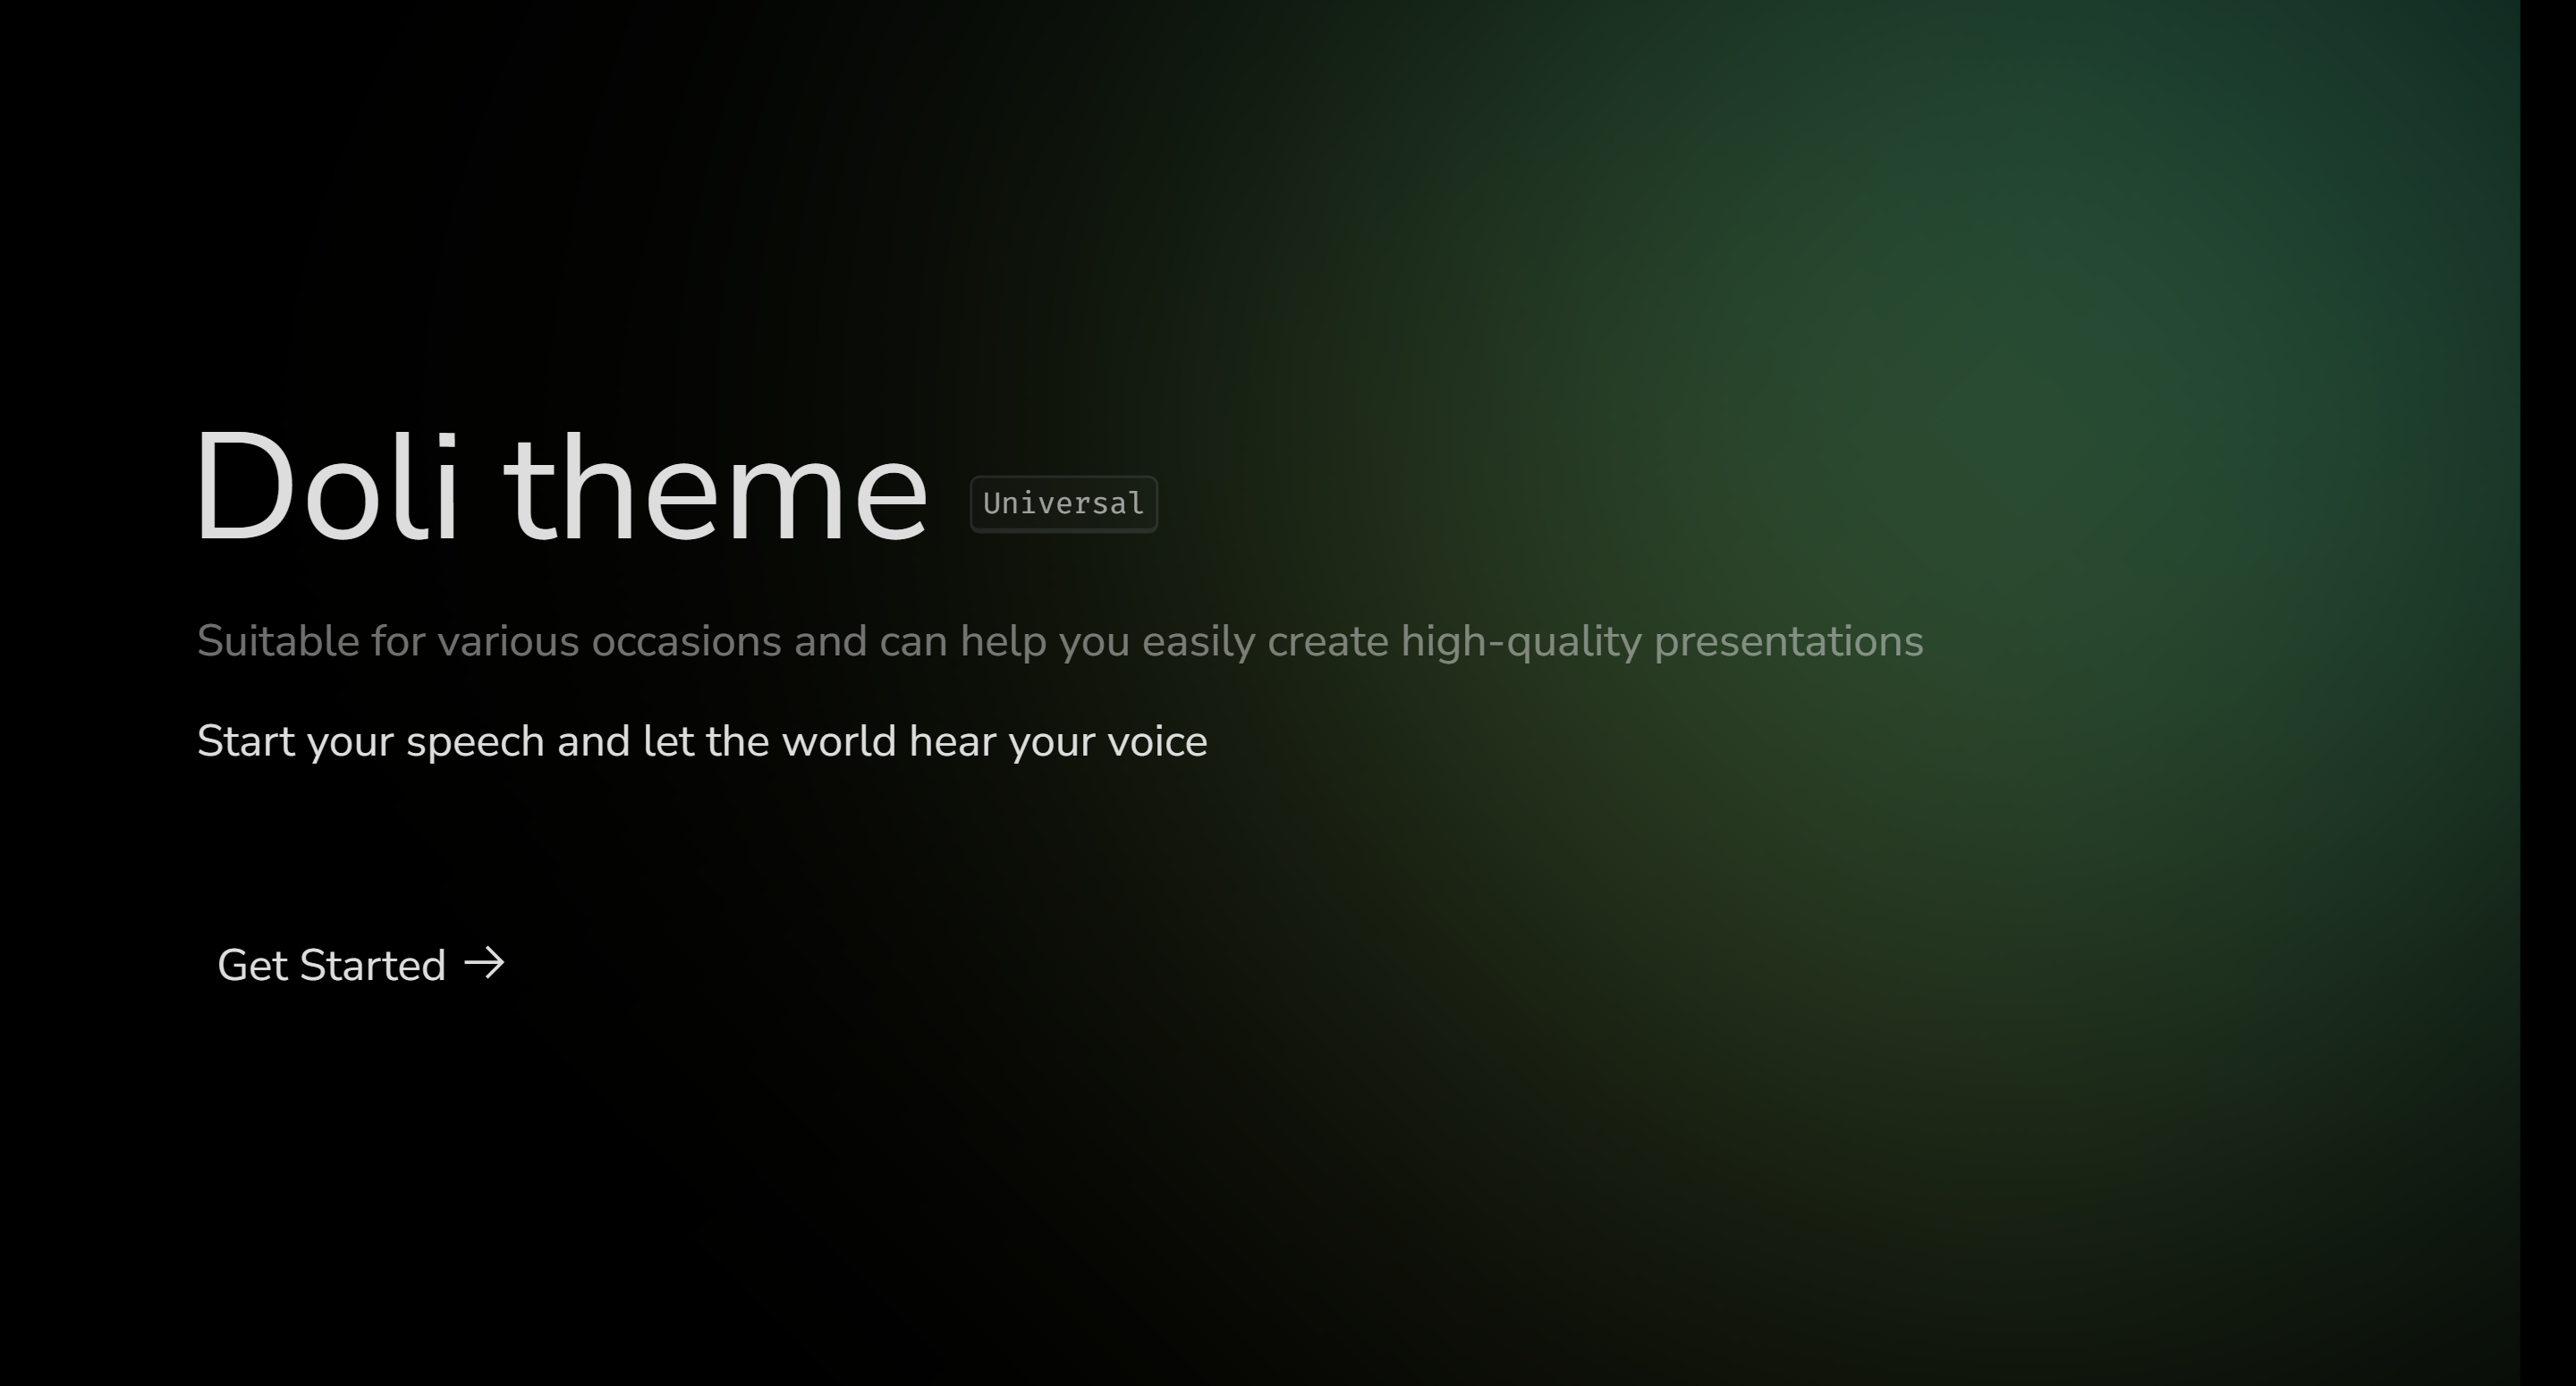 Doli theme Universal
Suitable for various occasions and can help you easily create high-quality presentations
Start your speech and let the world hear your voice
Get Started →